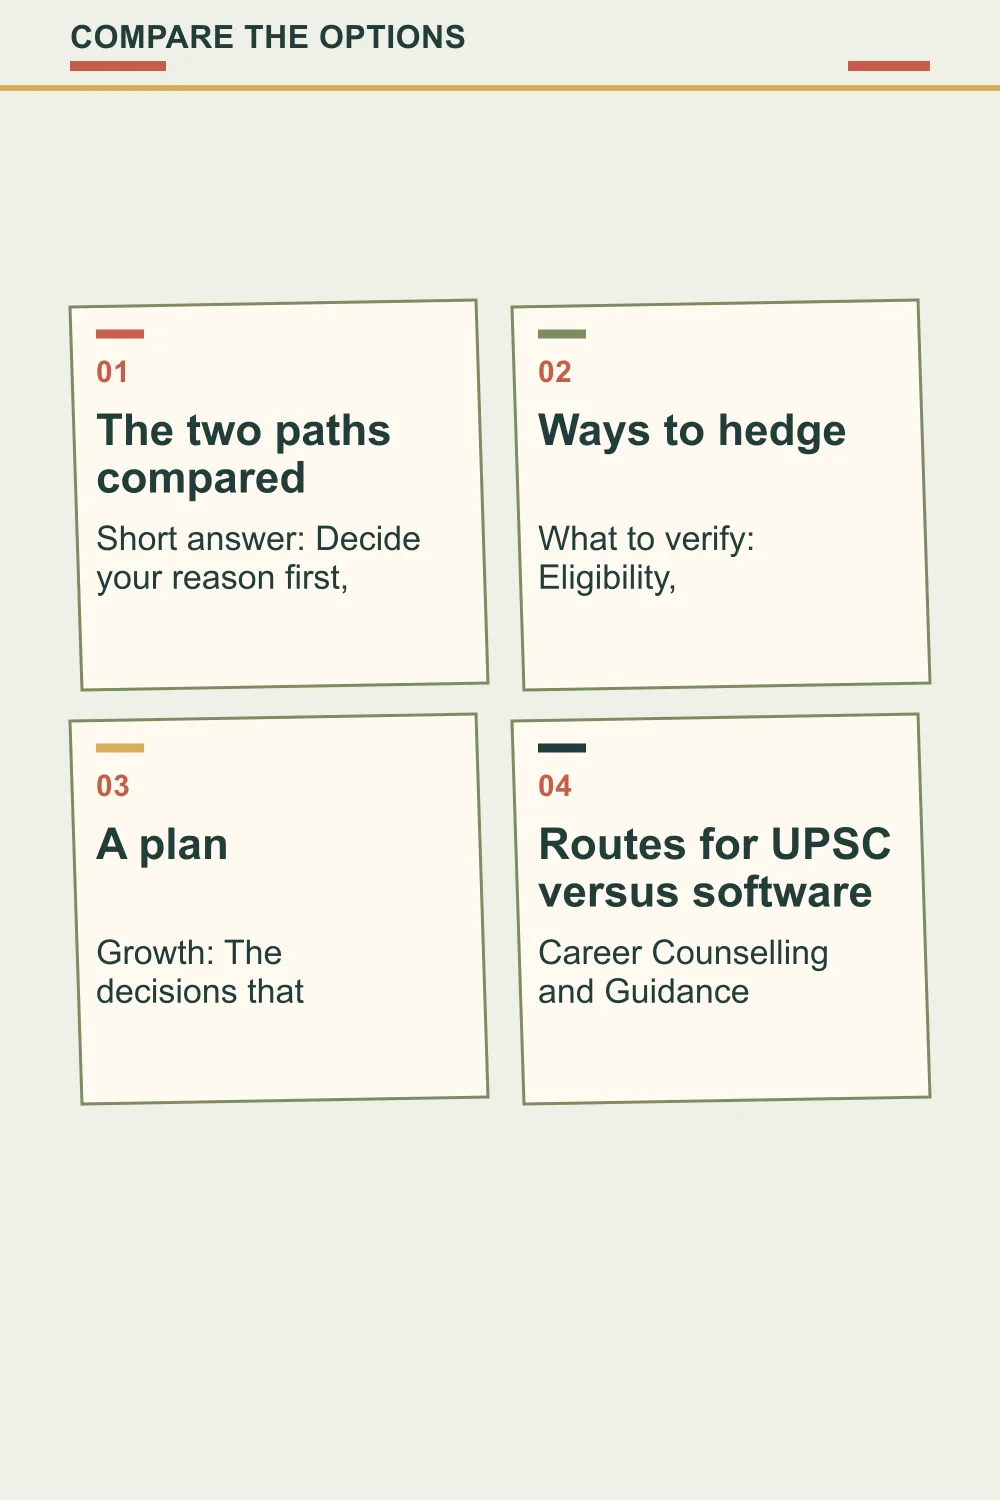 COMPARE THE OPTIONS
01
The two paths
compared
Short answer: Decide
your reason first,
02
Ways to hedge
What to verify:
Eligibility,
03
A plan
Growth: The
decisions that
04
Routes for UPSC
versus software
Career Counselling
and Guidance